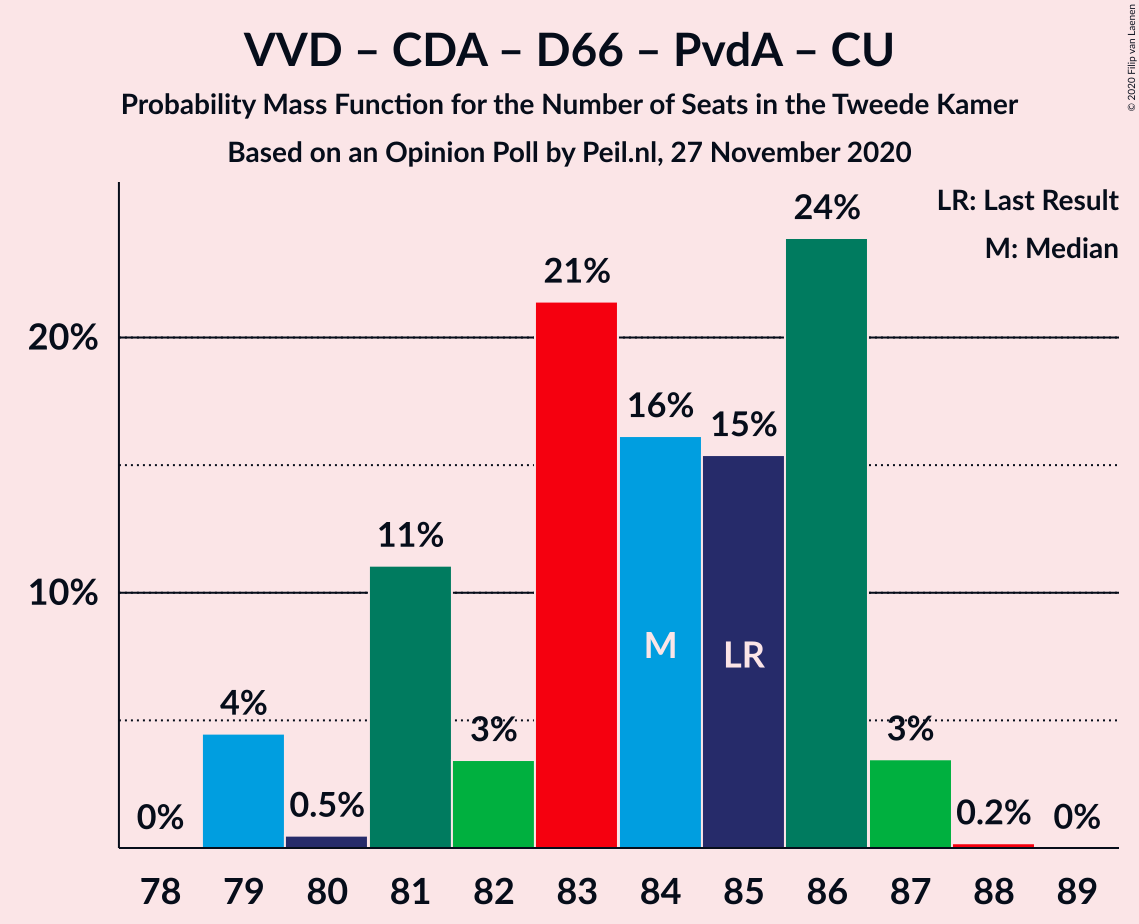 VVD – CDA – D66 – PvdA – CU
Probability Mass Function for the Number of Seats in the Tweede Kamer
Based on an Opinion Poll by Peil.nl, 27 November 2020
© 2020 Filip van Laenen
LR: Last Result
M: Median
20%
10%
0%
4%
0.5%
11%
3%
21%
16%
15%
24%
3%
0.2%
0%
M
LR
78 79 80 81 82 83 84 85 86 87 88 89